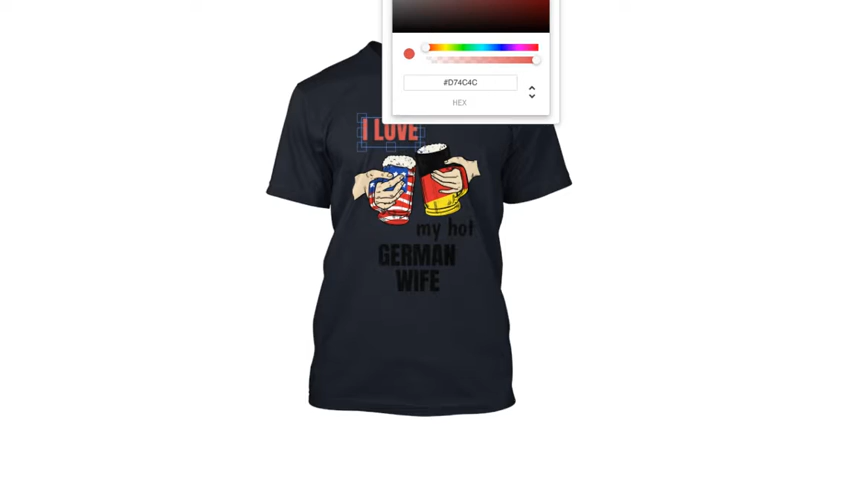 #D74C4C
HEX
I LOVE
my hot
GERMAN
WIFE